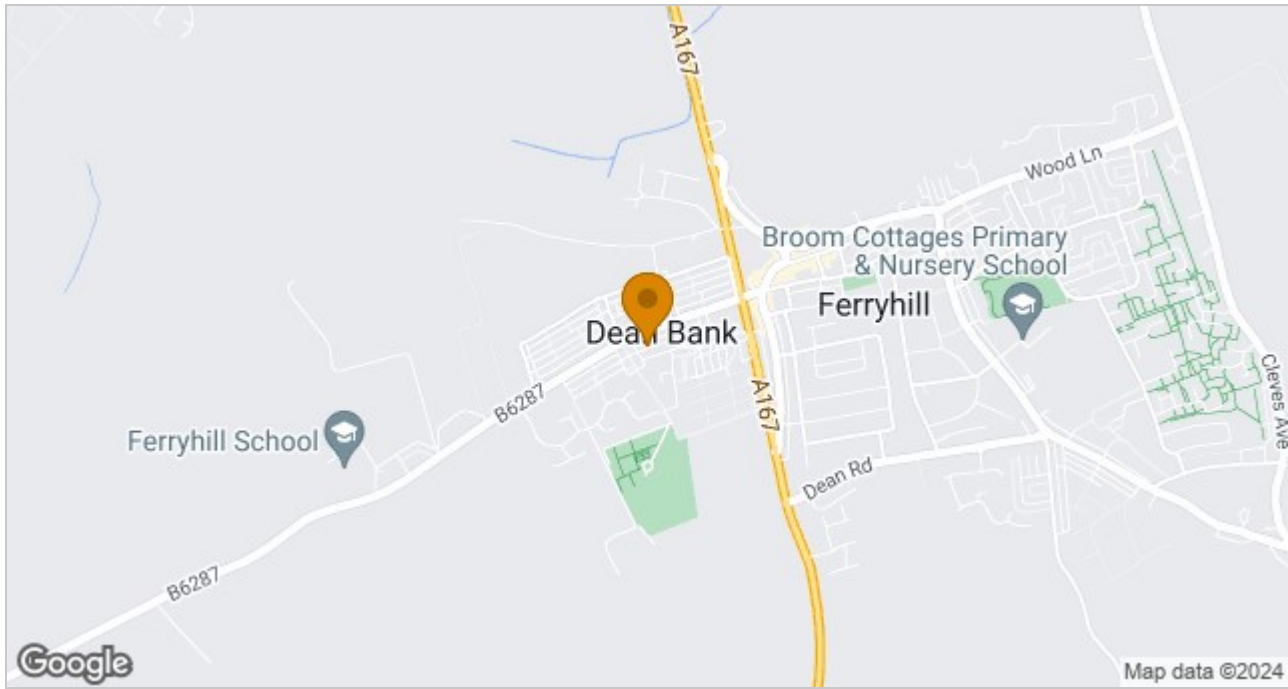 A167
Wood Ln
Broom Cottages Primary
& Nursery School
Ferryhill
Dean Bank
B6287
A167
Cleves Ave
Ferryhill School
Dean Rd
B6287
Google
Map data ©2024